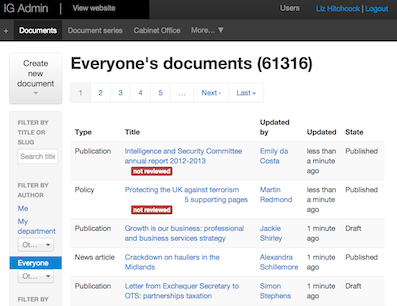 IG Admin | View website Users Liz Hitchcock | Logout
+ Documents Document series Cabinet Office More... ▼
Create
new
document
Everyone's documents (61316)
1 2 3 4 5 ... Next › Last »
FILTER BY
TITLE OR
SLUG
Search title
FILTER BY
AUTHOR
Me
My
department
Ot...
Everyone
Ot...
FILTER BY
Type Title Updated by Updated State
Publication Intelligence and Security Committee annual report 2012-2013 Emily da Costa less than a minute ago Published
not reviewed
Policy Protecting the UK against terrorism Martin Redmond less than a minute ago Published
5 supporting pages
not reviewed
Publication Growth is our business: professional and business services strategy Jackie Shirley 1 minute ago Draft
News article Crackdown on hauliers in the Midlands Alexandra Schillemore 1 minute ago Published
Publication Letter from Exchequer Secretary to OTS: partnerships taxation Simon Stephens 1 minute ago Draft